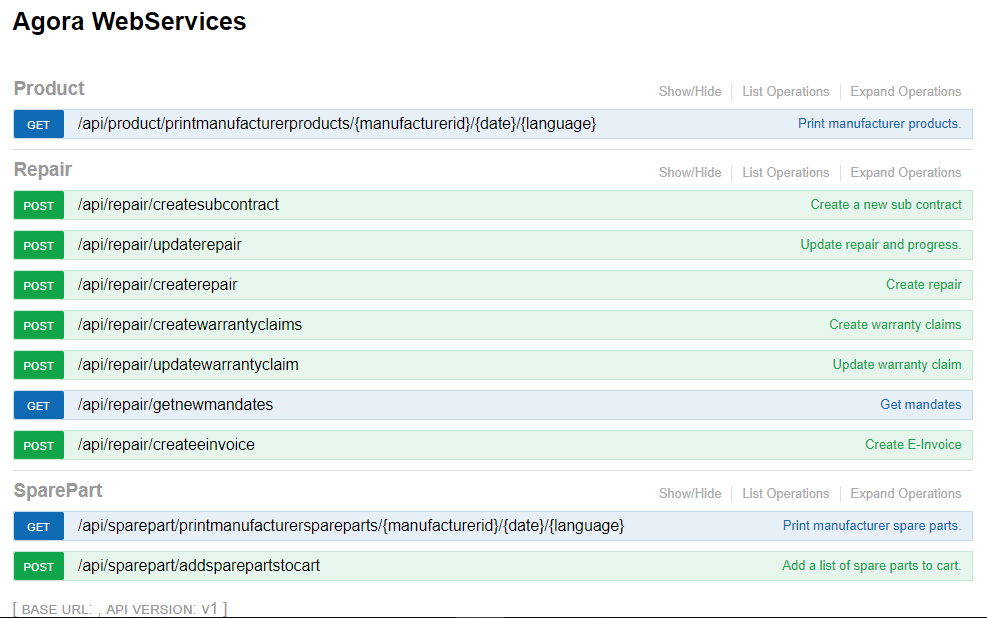 Agora WebServices
Product Show/Hide List Operations Expand Operations
GET /api/product/printmanufacturerproducts/{manufacturerid}/{date}/{language} Print manufacturer products.
Repair Show/Hide List Operations Expand Operations
POST /api/repair/createsubcontract Create a new sub contract
POST /api/repair/updaterepair Update repair and progress.
POST /api/repair/createrepair Create repair
POST /api/repair/createwarrantyclaims Create warranty claims
POST /api/repair/updatewarrantyclaim Update warranty claim
GET /api/repair/getnewmandates Get mandates
POST /api/repair/createeinvoice Create E-Invoice
SparePart Show/Hide List Operations Expand Operations
GET /api/sparepart/printmanufacturerspareparts/{manufacturerid}/{date}/{language} Print manufacturer spare parts.
POST /api/sparepart/addsparepartstocart Add a list of spare parts to cart.
[ BASE URL: , API VERSION: v1 ]